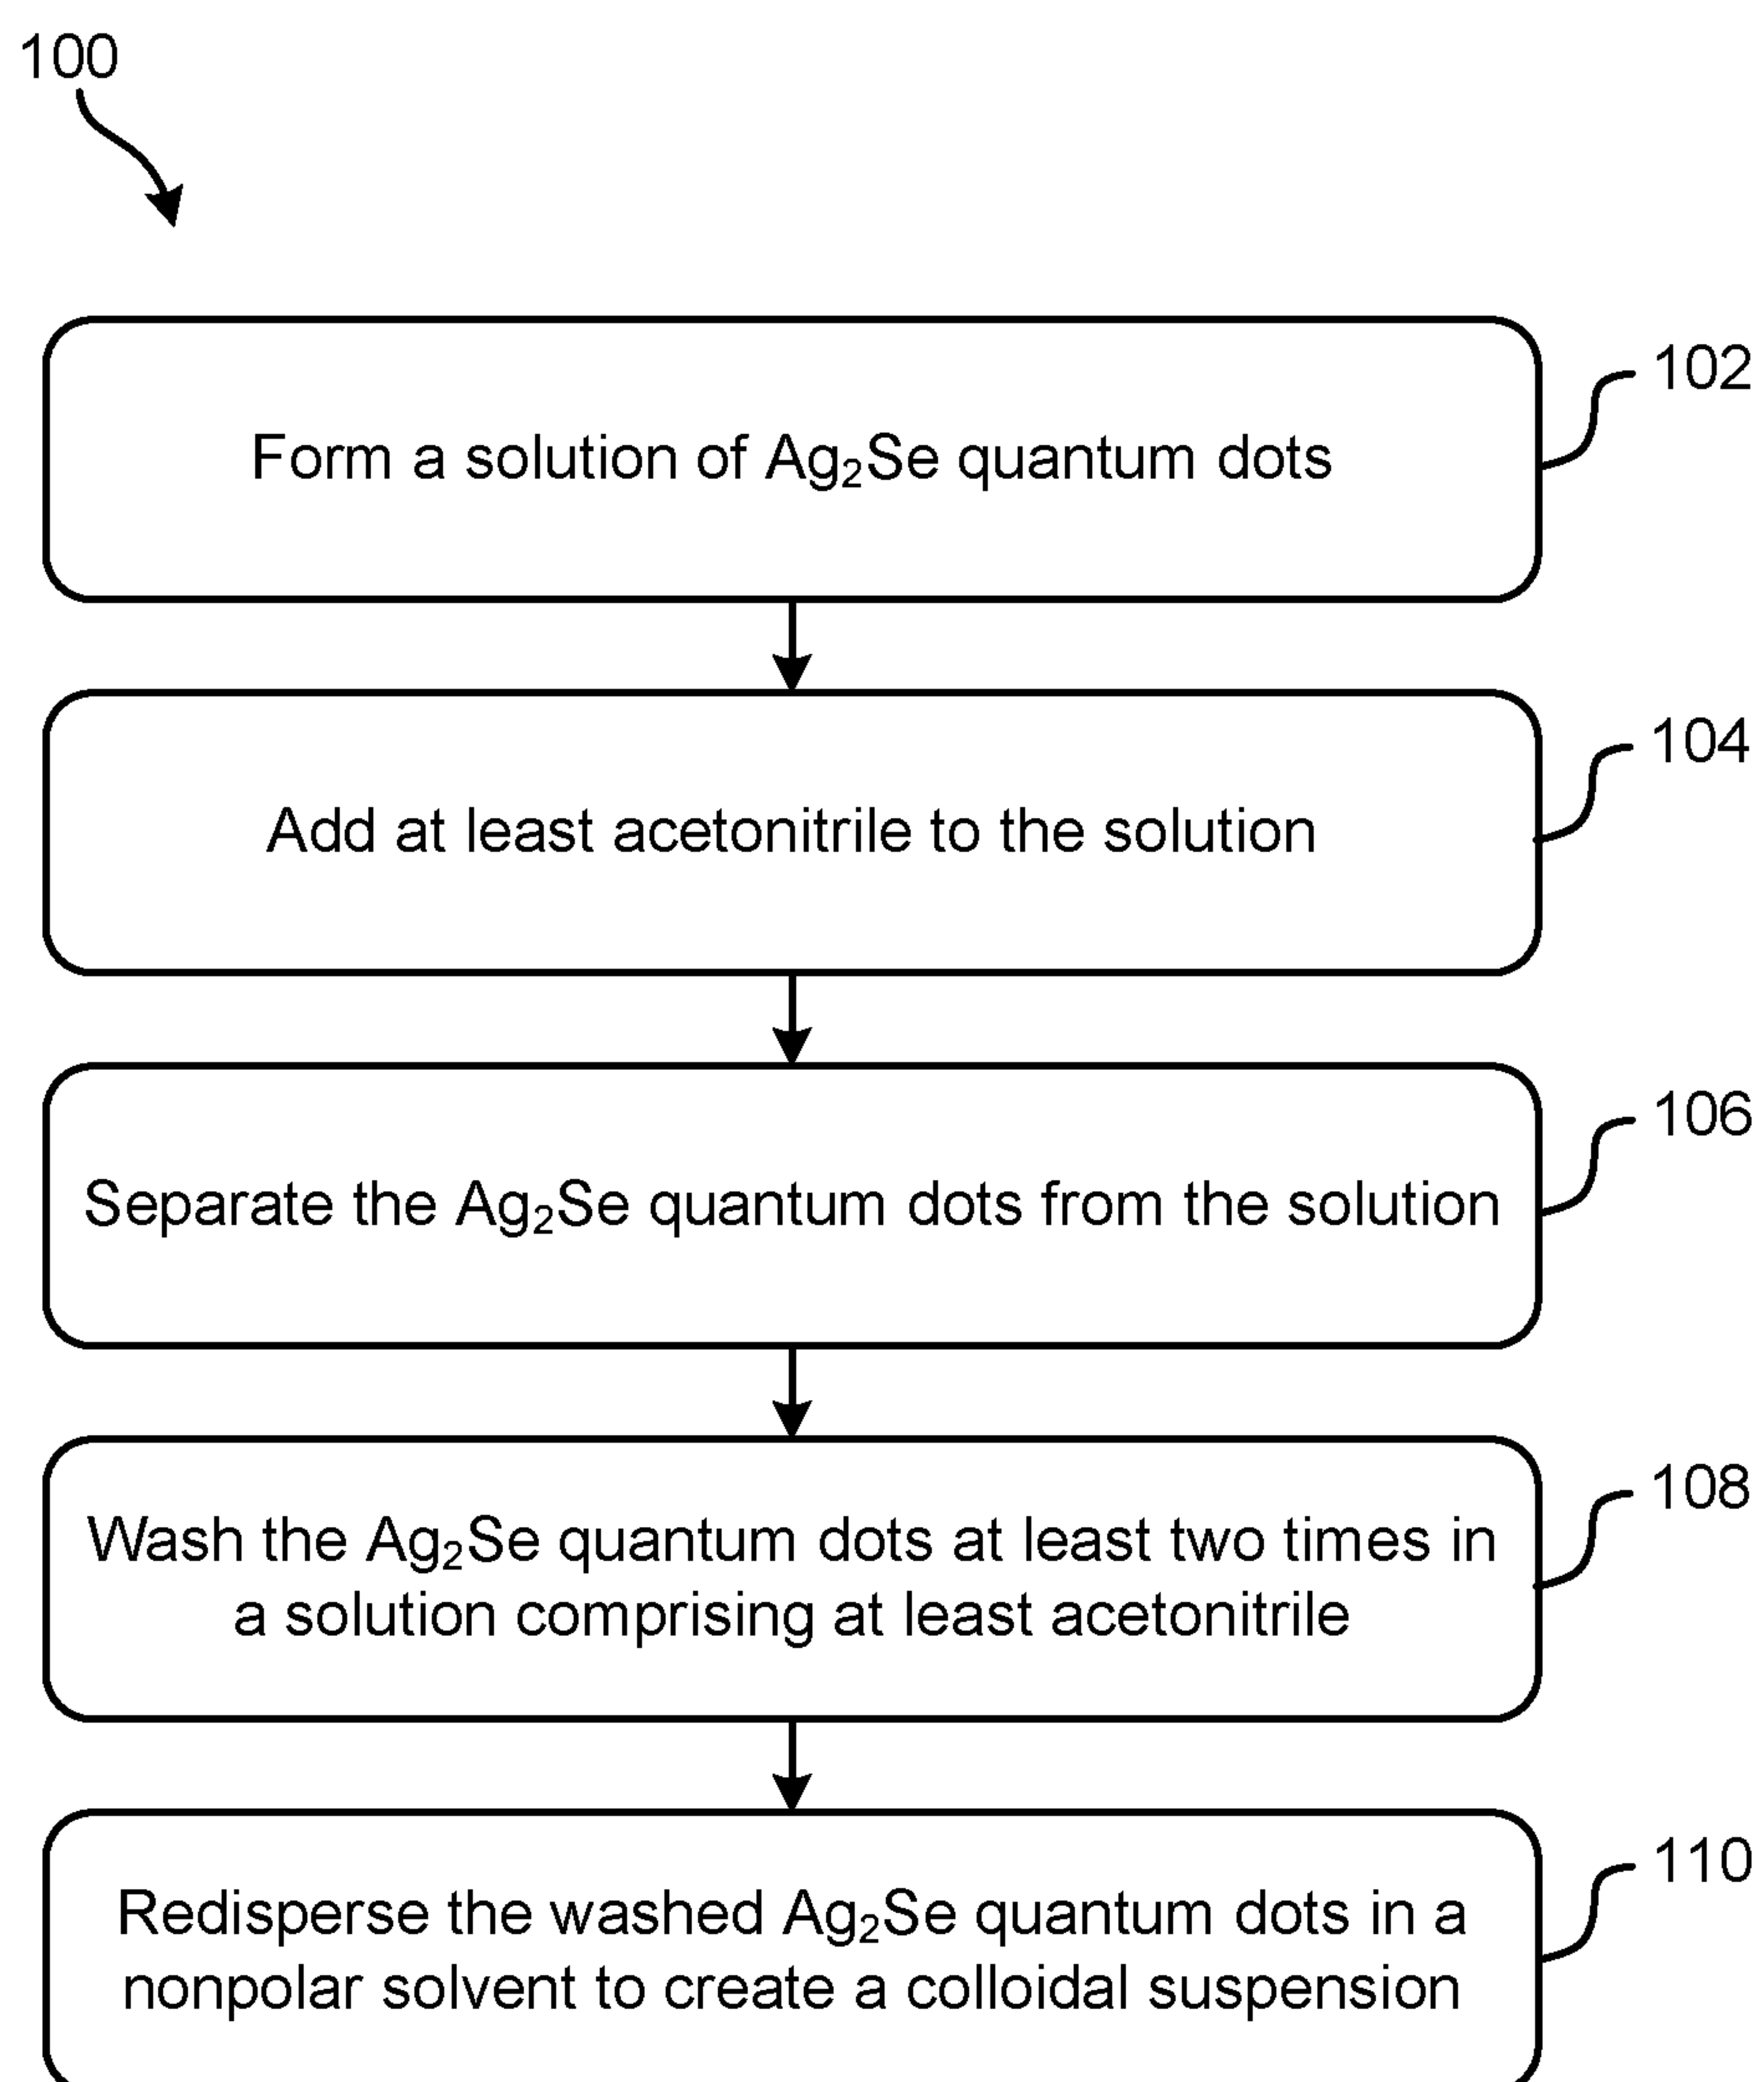 100
Form a solution of Ag₂Se quantum dots
102
Add at least acetonitrile to the solution
104
Separate the Ag₂Se quantum dots from the solution
106
Wash the Ag₂Se quantum dots at least two times in
a solution comprising at least acetonitrile
108
Redisperse the washed Ag₂Se quantum dots in a
nonpolar solvent to create a colloidal suspension
110